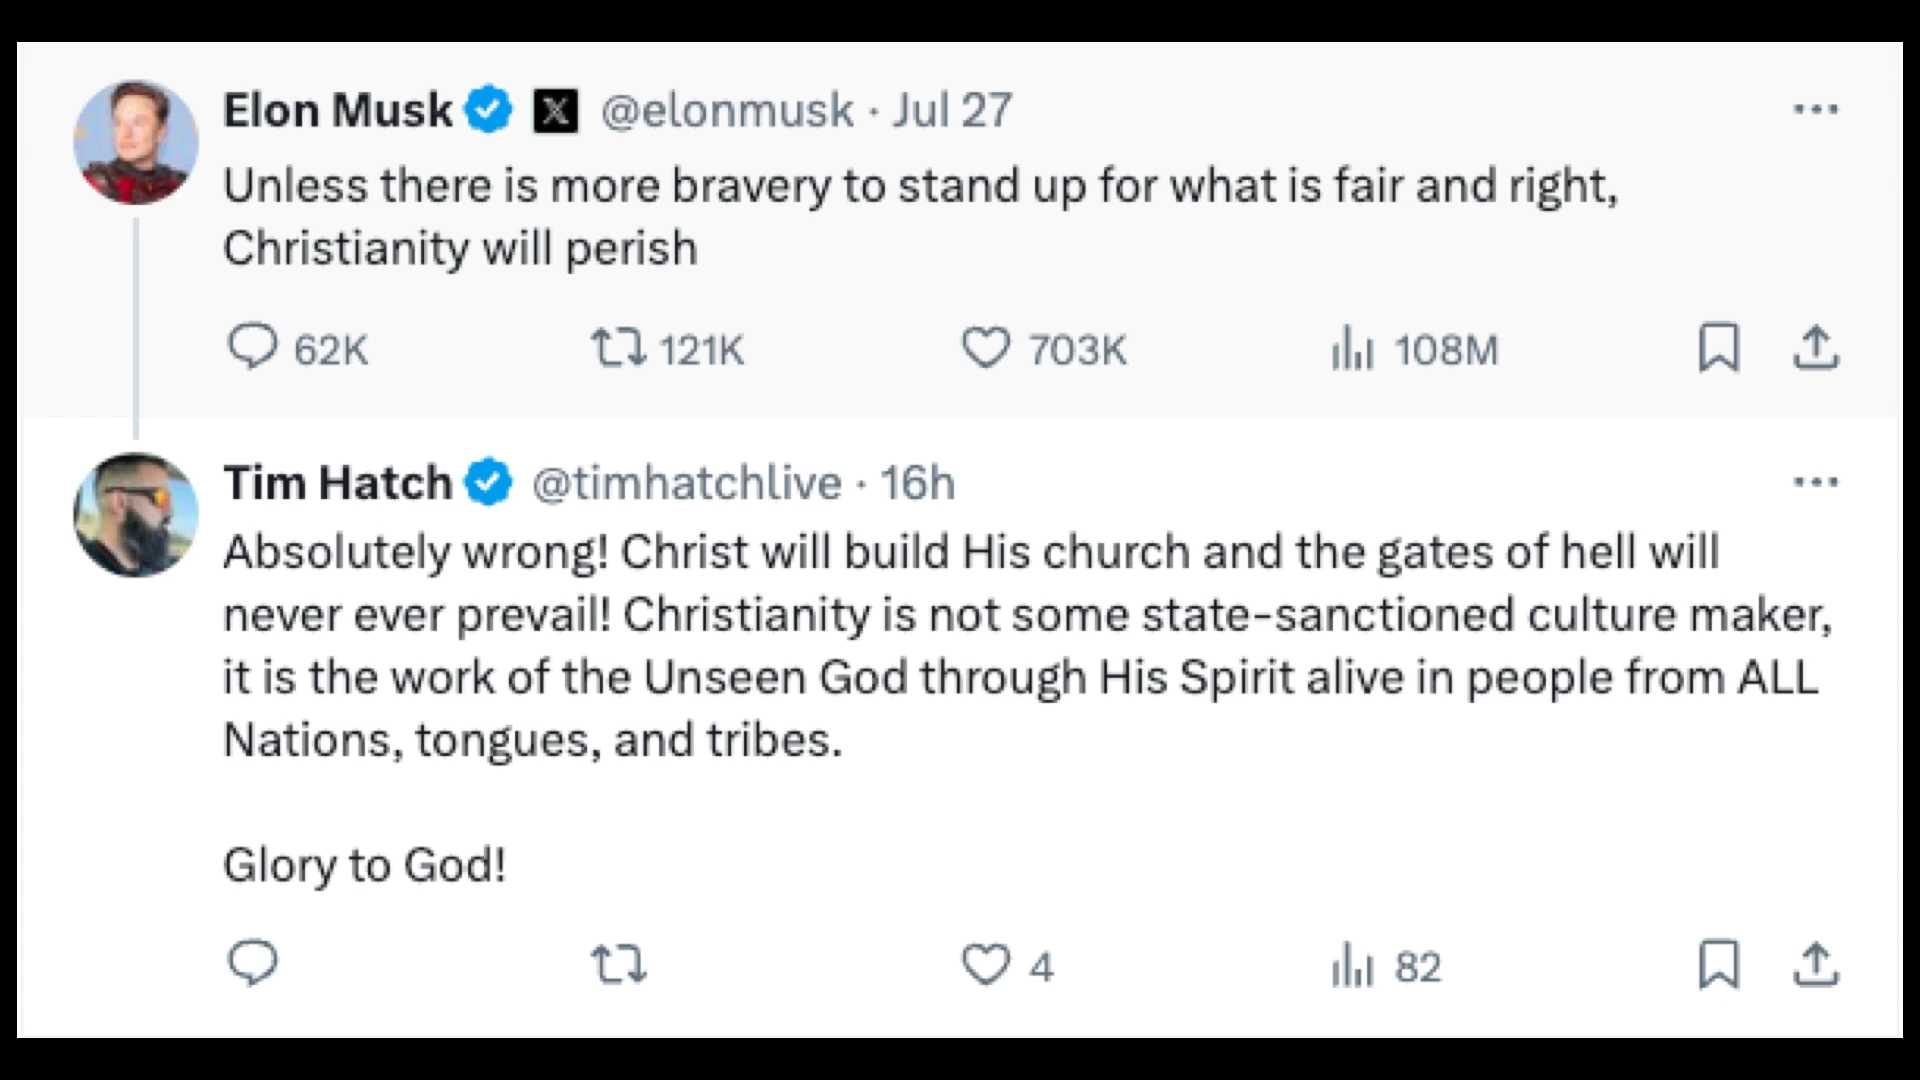 Elon Musk @elonmusk · Jul 27
Unless there is more bravery to stand up for what is fair and right,
Christianity will perish
62K 121K 703K 108M
Tim Hatch @timhatchlive · 16h
Absolutely wrong! Christ will build His church and the gates of hell will
never ever prevail! Christianity is not some state-sanctioned culture maker,
it is the work of the Unseen God through His Spirit alive in people from ALL
Nations, tongues, and tribes.
Glory to God!
4 82